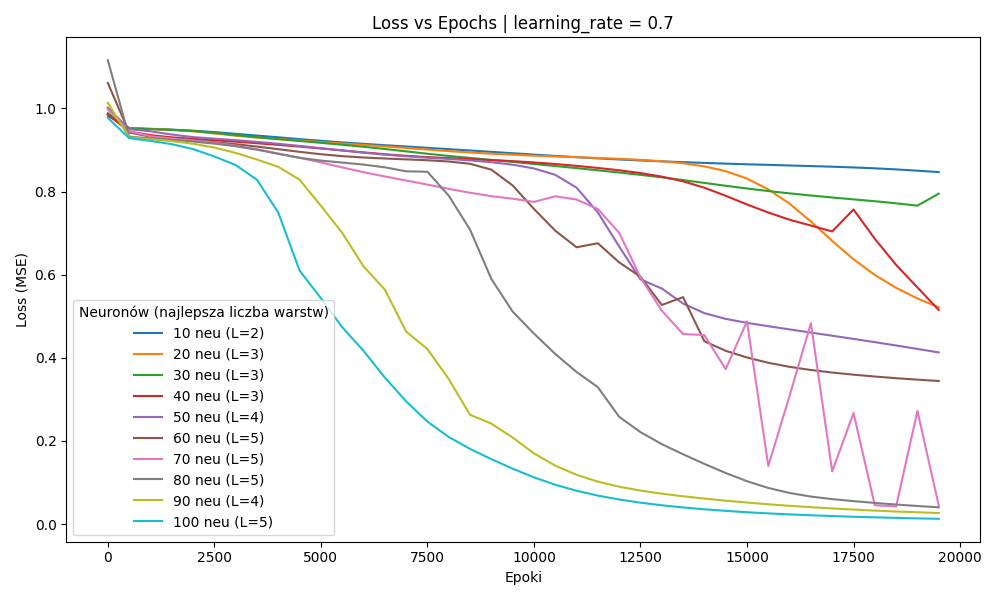 Loss vs Epochs | learning_rate = 0.7
Loss (MSE)
1.0
0.8
0.6
0.4
0.2
0.0
Neuronów (najlepsza liczba warstw)
10 neu (L=2)
20 neu (L=3)
30 neu (L=3)
40 neu (L=3)
50 neu (L=4)
60 neu (L=5)
70 neu (L=5)
80 neu (L=5)
90 neu (L=4)
100 neu (L=5)
0 2500 5000 7500 10000 12500 15000 17500 20000
Epoki